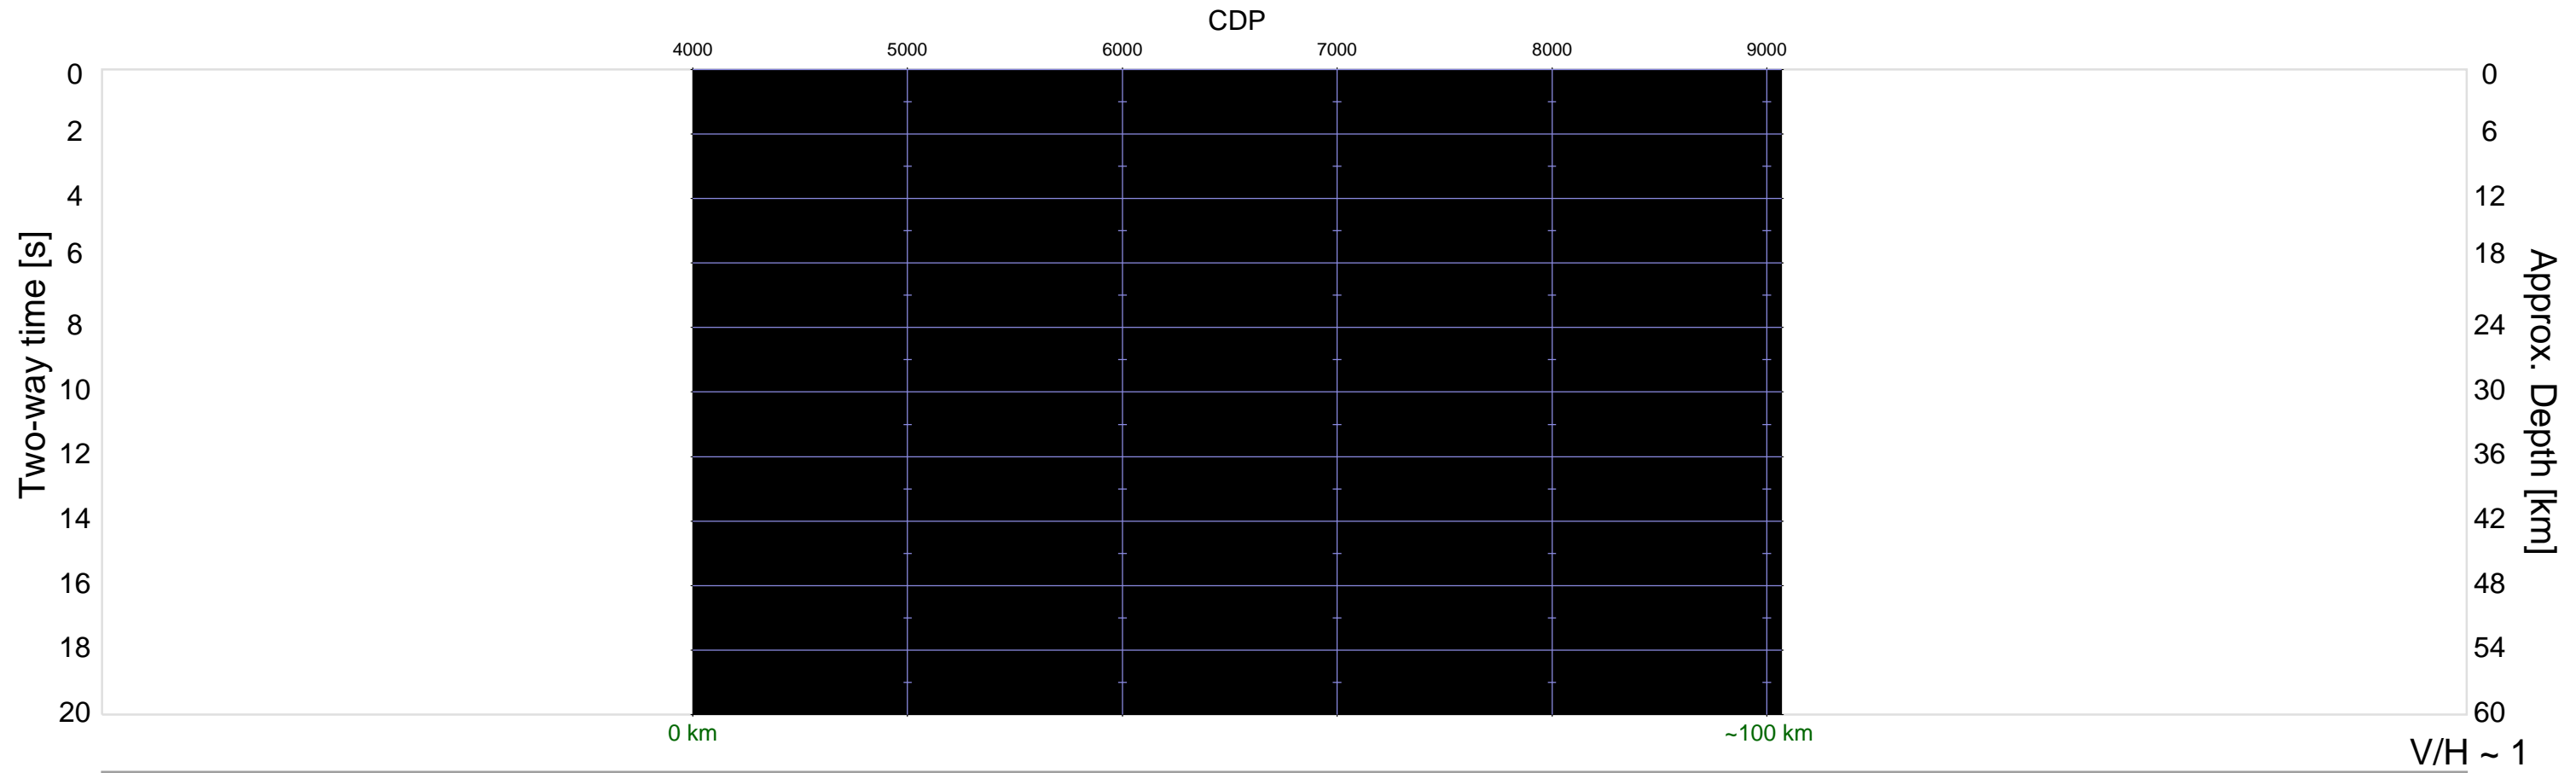 CDP
4000 5000 6000 7000 8000 9000
0 0
2 6
4 12
6 18
8 24
10 30
12 36
14 42
16 48
18 54
20 60
Two-way time [s]
Approx. Depth [km]
0 km ~100 km
V/H ~ 1